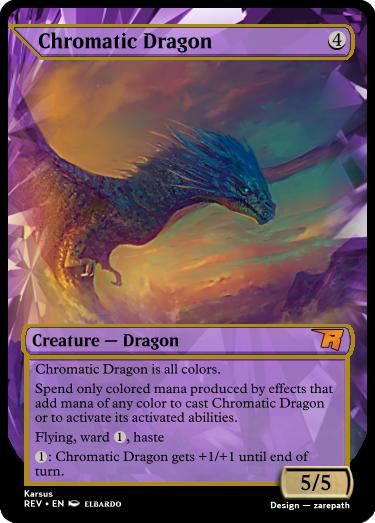 Chromatic Dragon 4
Creature — Dragon
Chromatic Dragon is all colors.
Spend only colored mana produced by effects that
add mana of any color to cast Chromatic Dragon
or to activate its activated abilities.
Flying, ward 1, haste
1: Chromatic Dragon gets +1/+1 until end of
turn.
5/5
Karsus
REV • EN ELBARDO
Design — zarepath